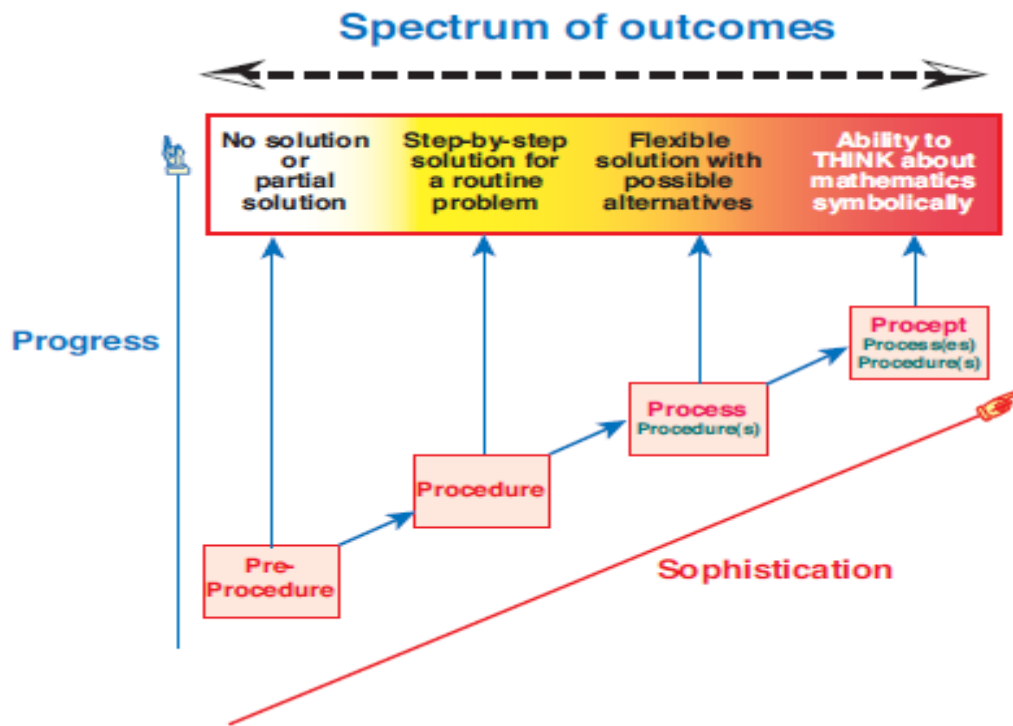 Spectrum of outcomes
No solution
or
partial
solution
Step-by-step
solution for
a routine
problem
Flexible
solution with
possible
alternatives
Ability to
THINK about
mathematics
symbolically
Progress
Procept
Process(es)
Procedure(s)
Process
Procedure(s)
Procedure
Pre-
Procedure
Sophistication